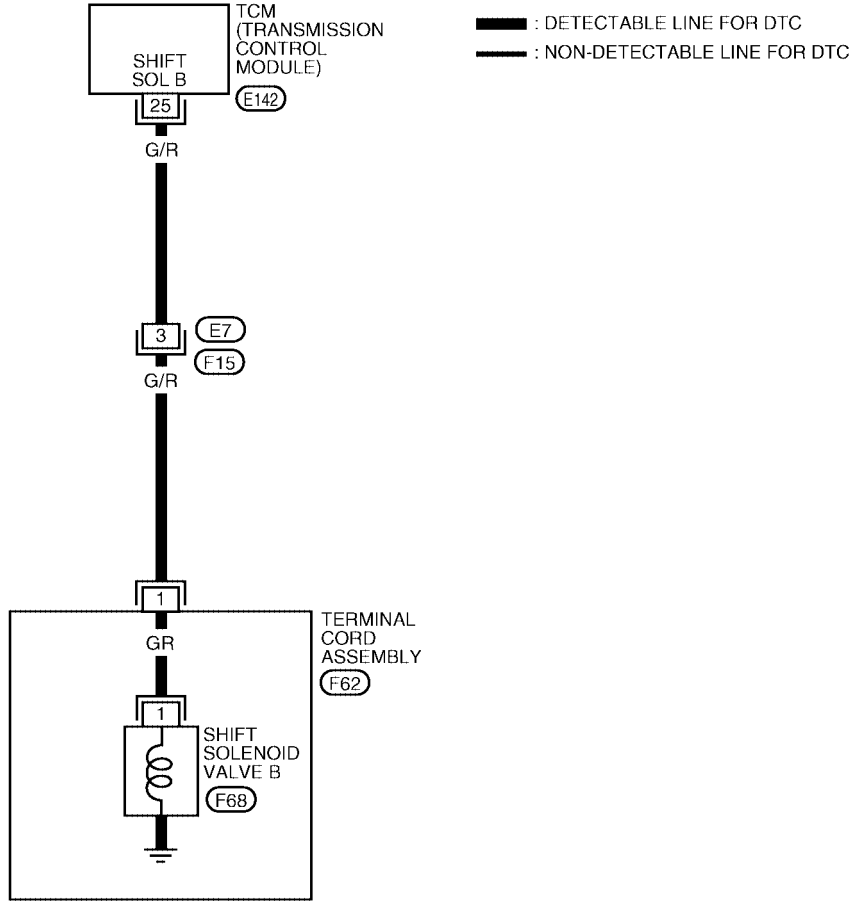 TCM
(TRANSMISSION
CONTROL
MODULE)
SHIFT
SOL B
25
E142
: DETECTABLE LINE FOR DTC
: NON-DETECTABLE LINE FOR DTC
G/R
3
E7
F15
G/R
1
TERMINAL
CORD
ASSEMBLY
F62
GR
1
SHIFT
SOLENOID
VALVE B
F68